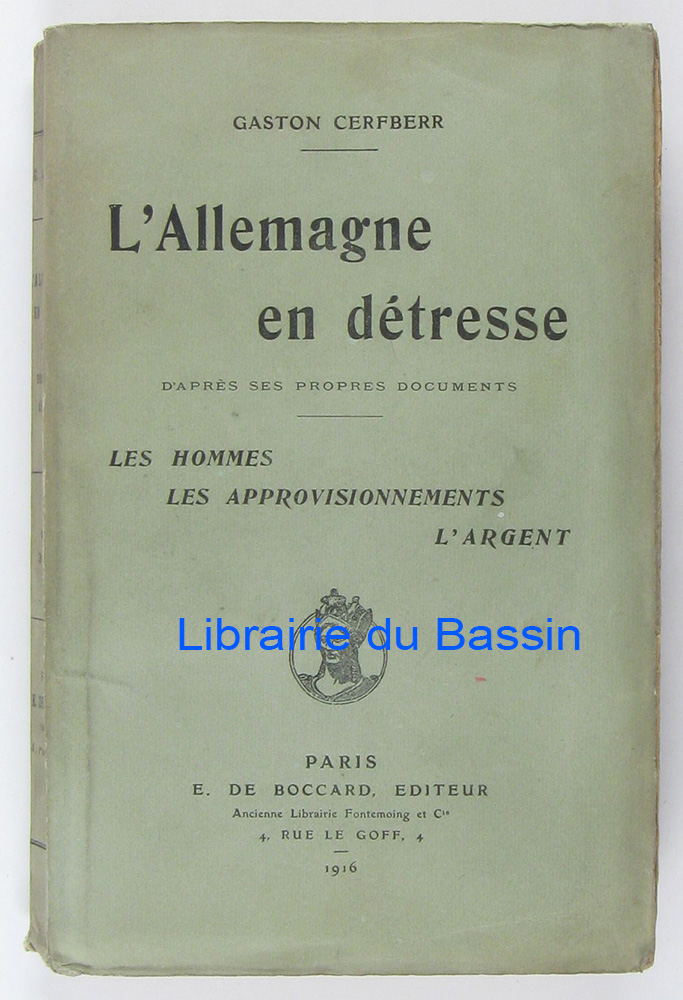 GASTON CERFBERR
L'Allemagne
en détresse
D'APRÈS SES PROPRES DOCUMENTS
LES HOMMES
LES APPROVISIONNEMENTS
L'ARGENT
Librairie du Bassin
PARIS
E. DE BOCCARD, EDITEUR
Ancienne Librairie Fontemoing et Cie
4, RUE LE GOFF, 4
1916